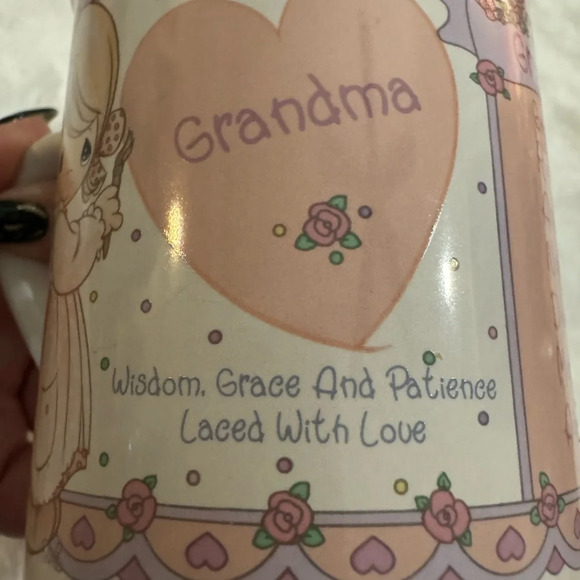 Grandma
Wisdom, Grace And Patience
Laced With Love